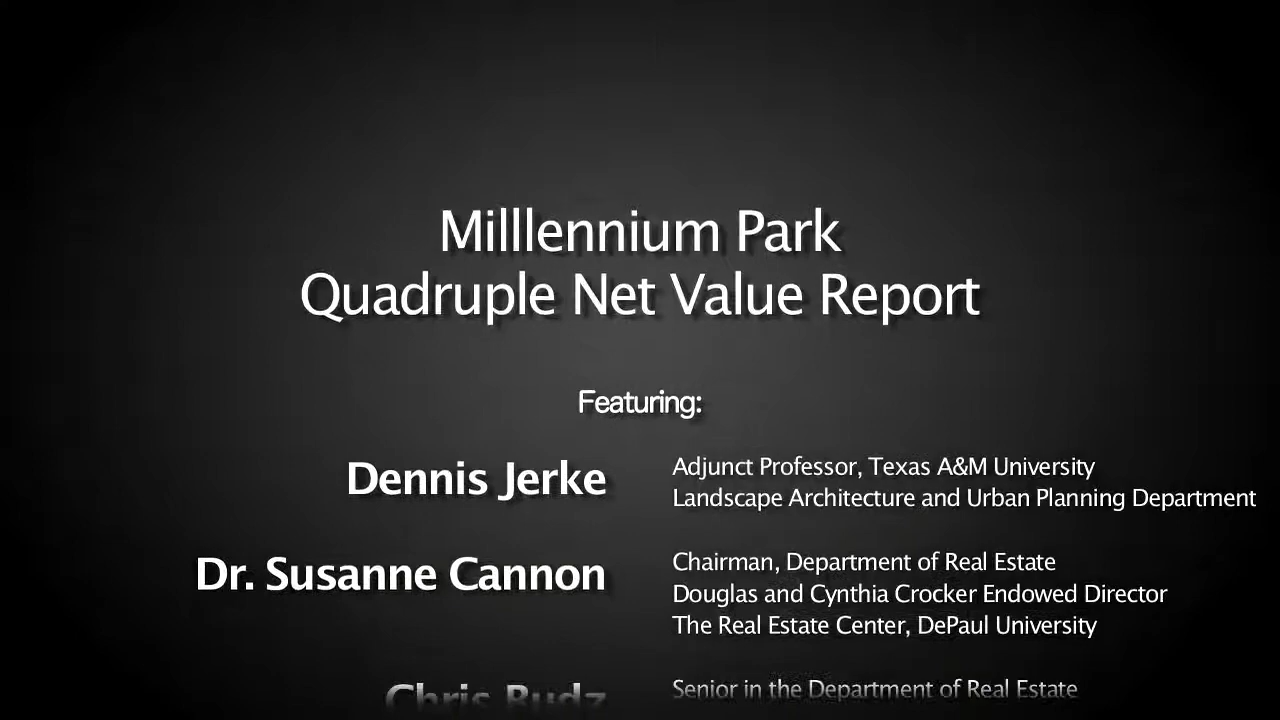 Milllennium Park
Quadruple Net Value Report
Featuring:
Dennis Jerke
Adjunct Professor, Texas A&M University
Landscape Architecture and Urban Planning Department
Dr. Susanne Cannon
Chairman, Department of Real Estate
Douglas and Cynthia Crocker Endowed Director
The Real Estate Center, DePaul University
Chris Rudz
Senior in the Department of Real Estate